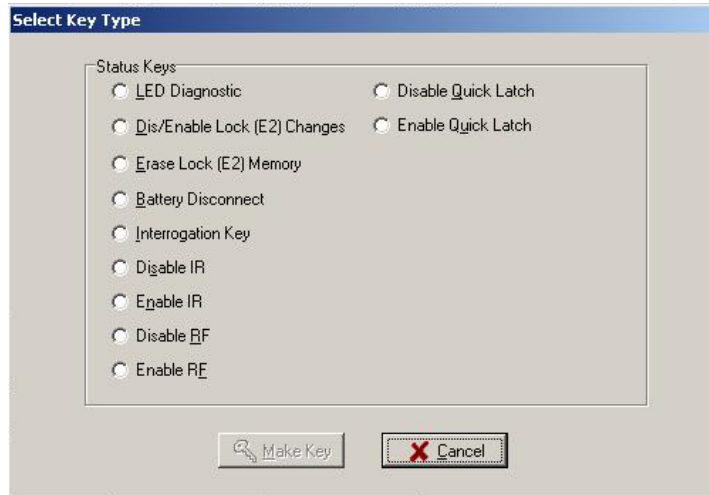 Select Key Type
Status Keys
LED Diagnostic
Dis/Enable Lock (E2) Changes
Erase Lock (E2) Memory
Battery Disconnect
Interrogation Key
Disable IR
Enable IR
Disable RF
Enable RF
Disable Quick Latch
Enable Quick Latch
Make Key
Cancel